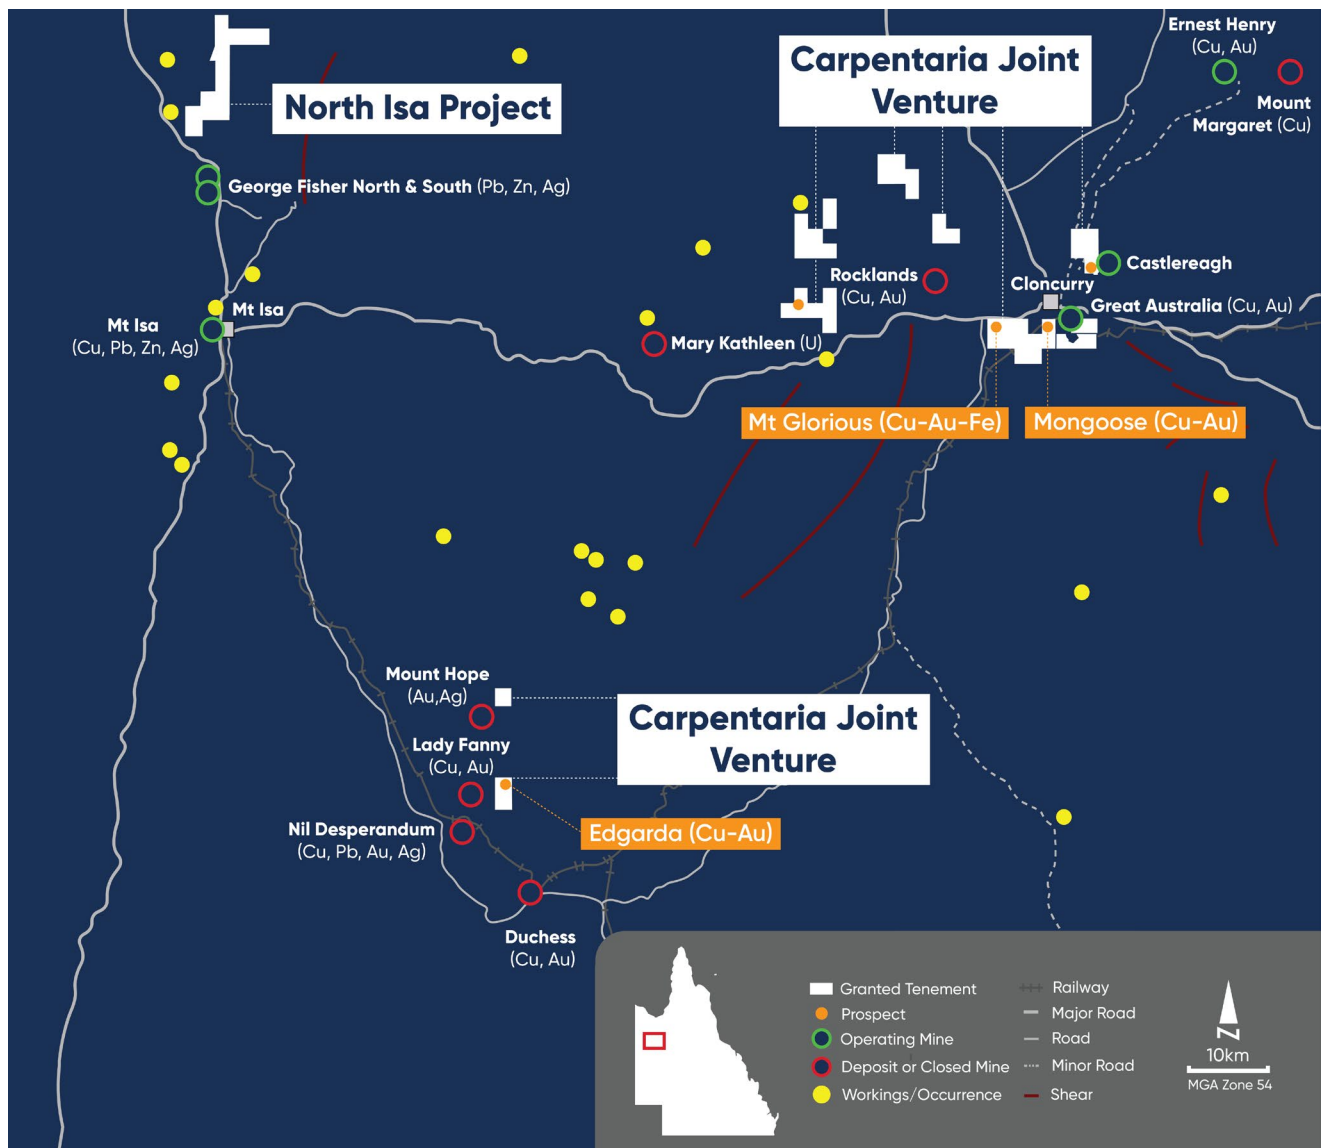 Ernest Henry
(Cu, Au)
Mount
Margaret (Cu)
Carpentaria Joint
Venture
North Isa Project
George Fisher North & South (Pb, Zn, Ag)
Castlereagh
Rocklands
(Cu, Au)
Cloncurry
Great Australia (Cu, Au)
Mt Isa
Mt Isa
(Cu, Pb, Zn, Ag)
Mary Kathleen (U)
Mt Glorious (Cu-Au-Fe)
Mongoose (Cu-Au)
Mount Hope
(Au,Ag)
Carpentaria Joint
Venture
Lady Fanny
(Cu, Au)
Edgarda (Cu-Au)
Nil Desperandum
(Cu, Pb, Au, Ag)
Duchess
(Cu, Au)
Granted Tenement
Prospect
Operating Mine
Deposit or Closed Mine
Workings/Occurrence
Railway
Major Road
Road
Minor Road
Shear
N
10km
MGA Zone 54